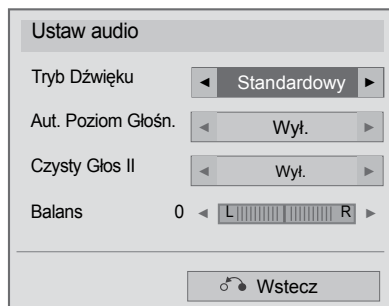 Ustaw audio
Tryb Dźwięku ◄ Standardowy ►
Aut. Poziom Głośn. ◄ Wył. ►
Czysty Głos II ◄ Wył. ►
Balans 0 ◄ L R ►
Wstecz